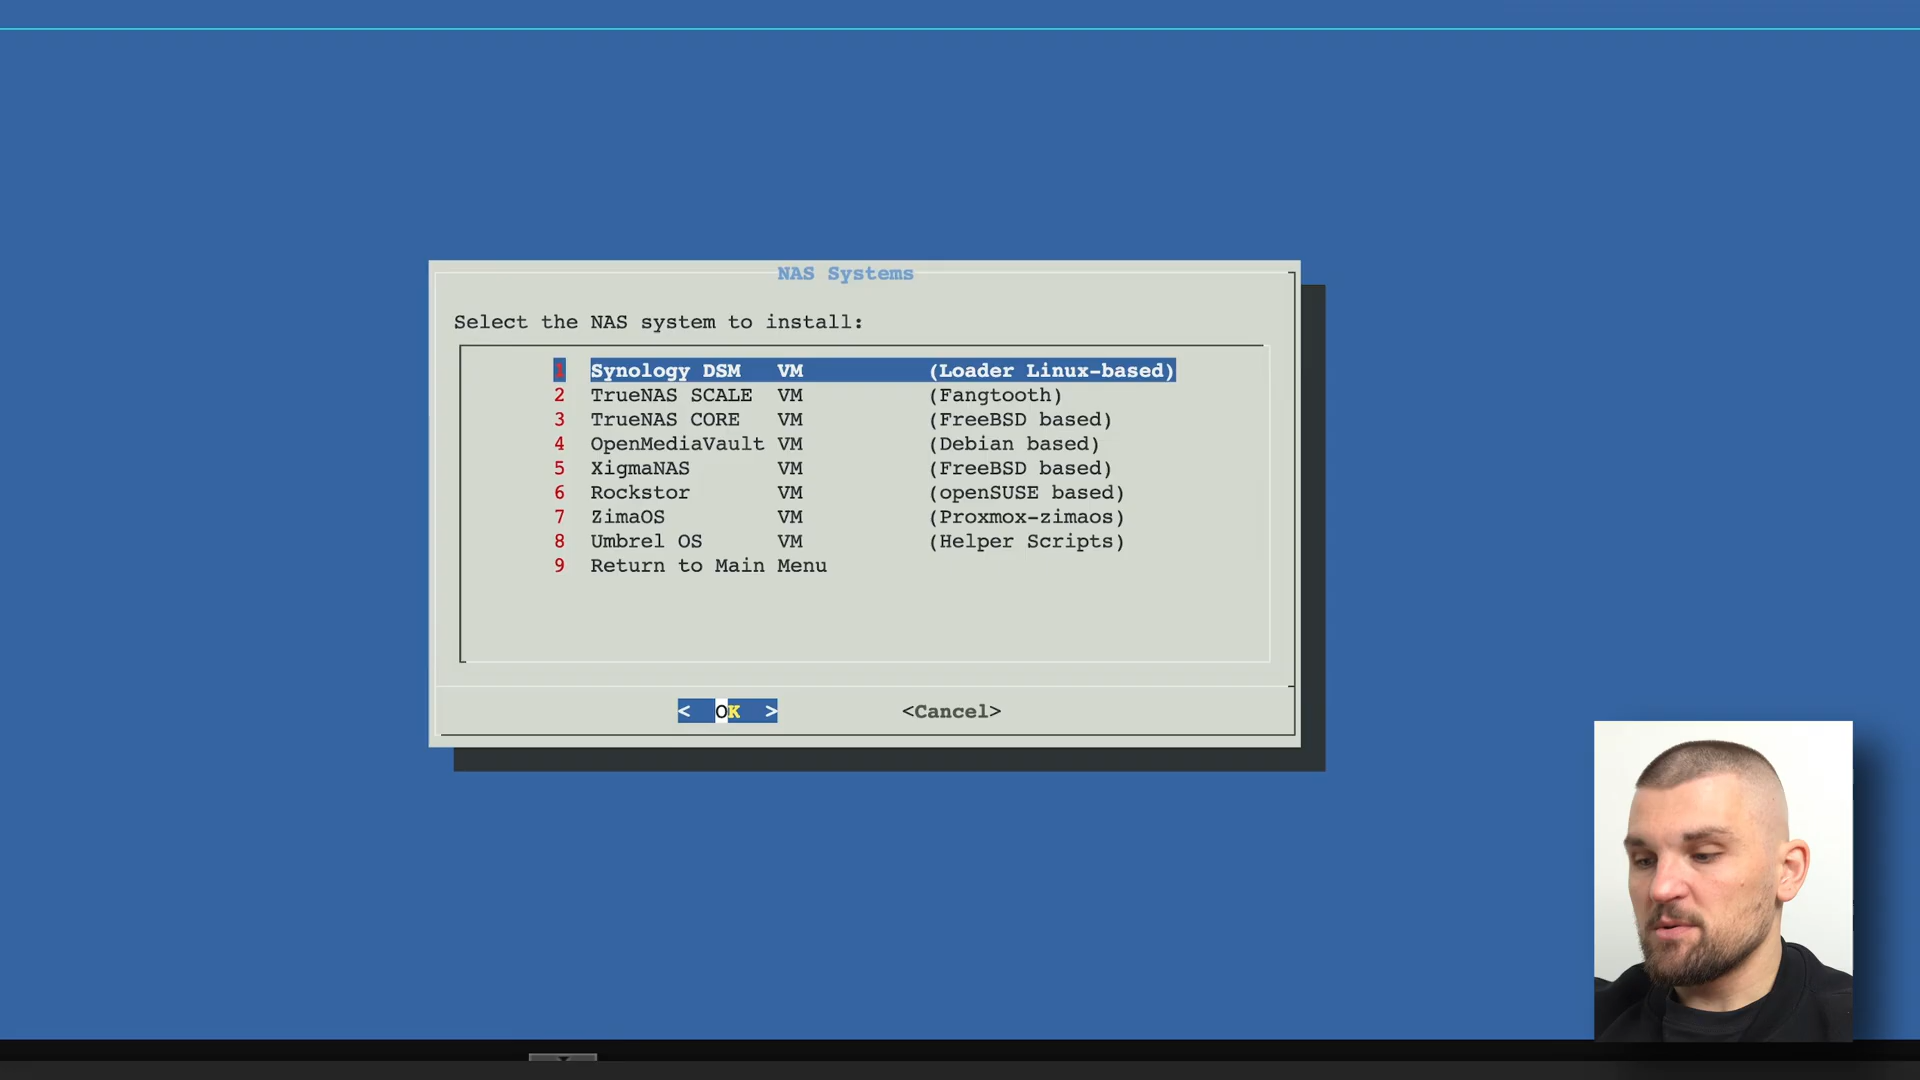 NAS Systems
Select the NAS system to install:
1 Synology DSM VM (Loader Linux-based)
2 TrueNAS SCALE VM (Fangtooth)
3 TrueNAS CORE VM (FreeBSD based)
4 OpenMediaVault VM (Debian based)
5 XigmaNAS VM (FreeBSD based)
6 Rockstor VM (openSUSE based)
7 ZimaOS VM (Proxmox-zimaos)
8 Umbrel OS VM (Helper Scripts)
9 Return to Main Menu
< OK > <Cancel>